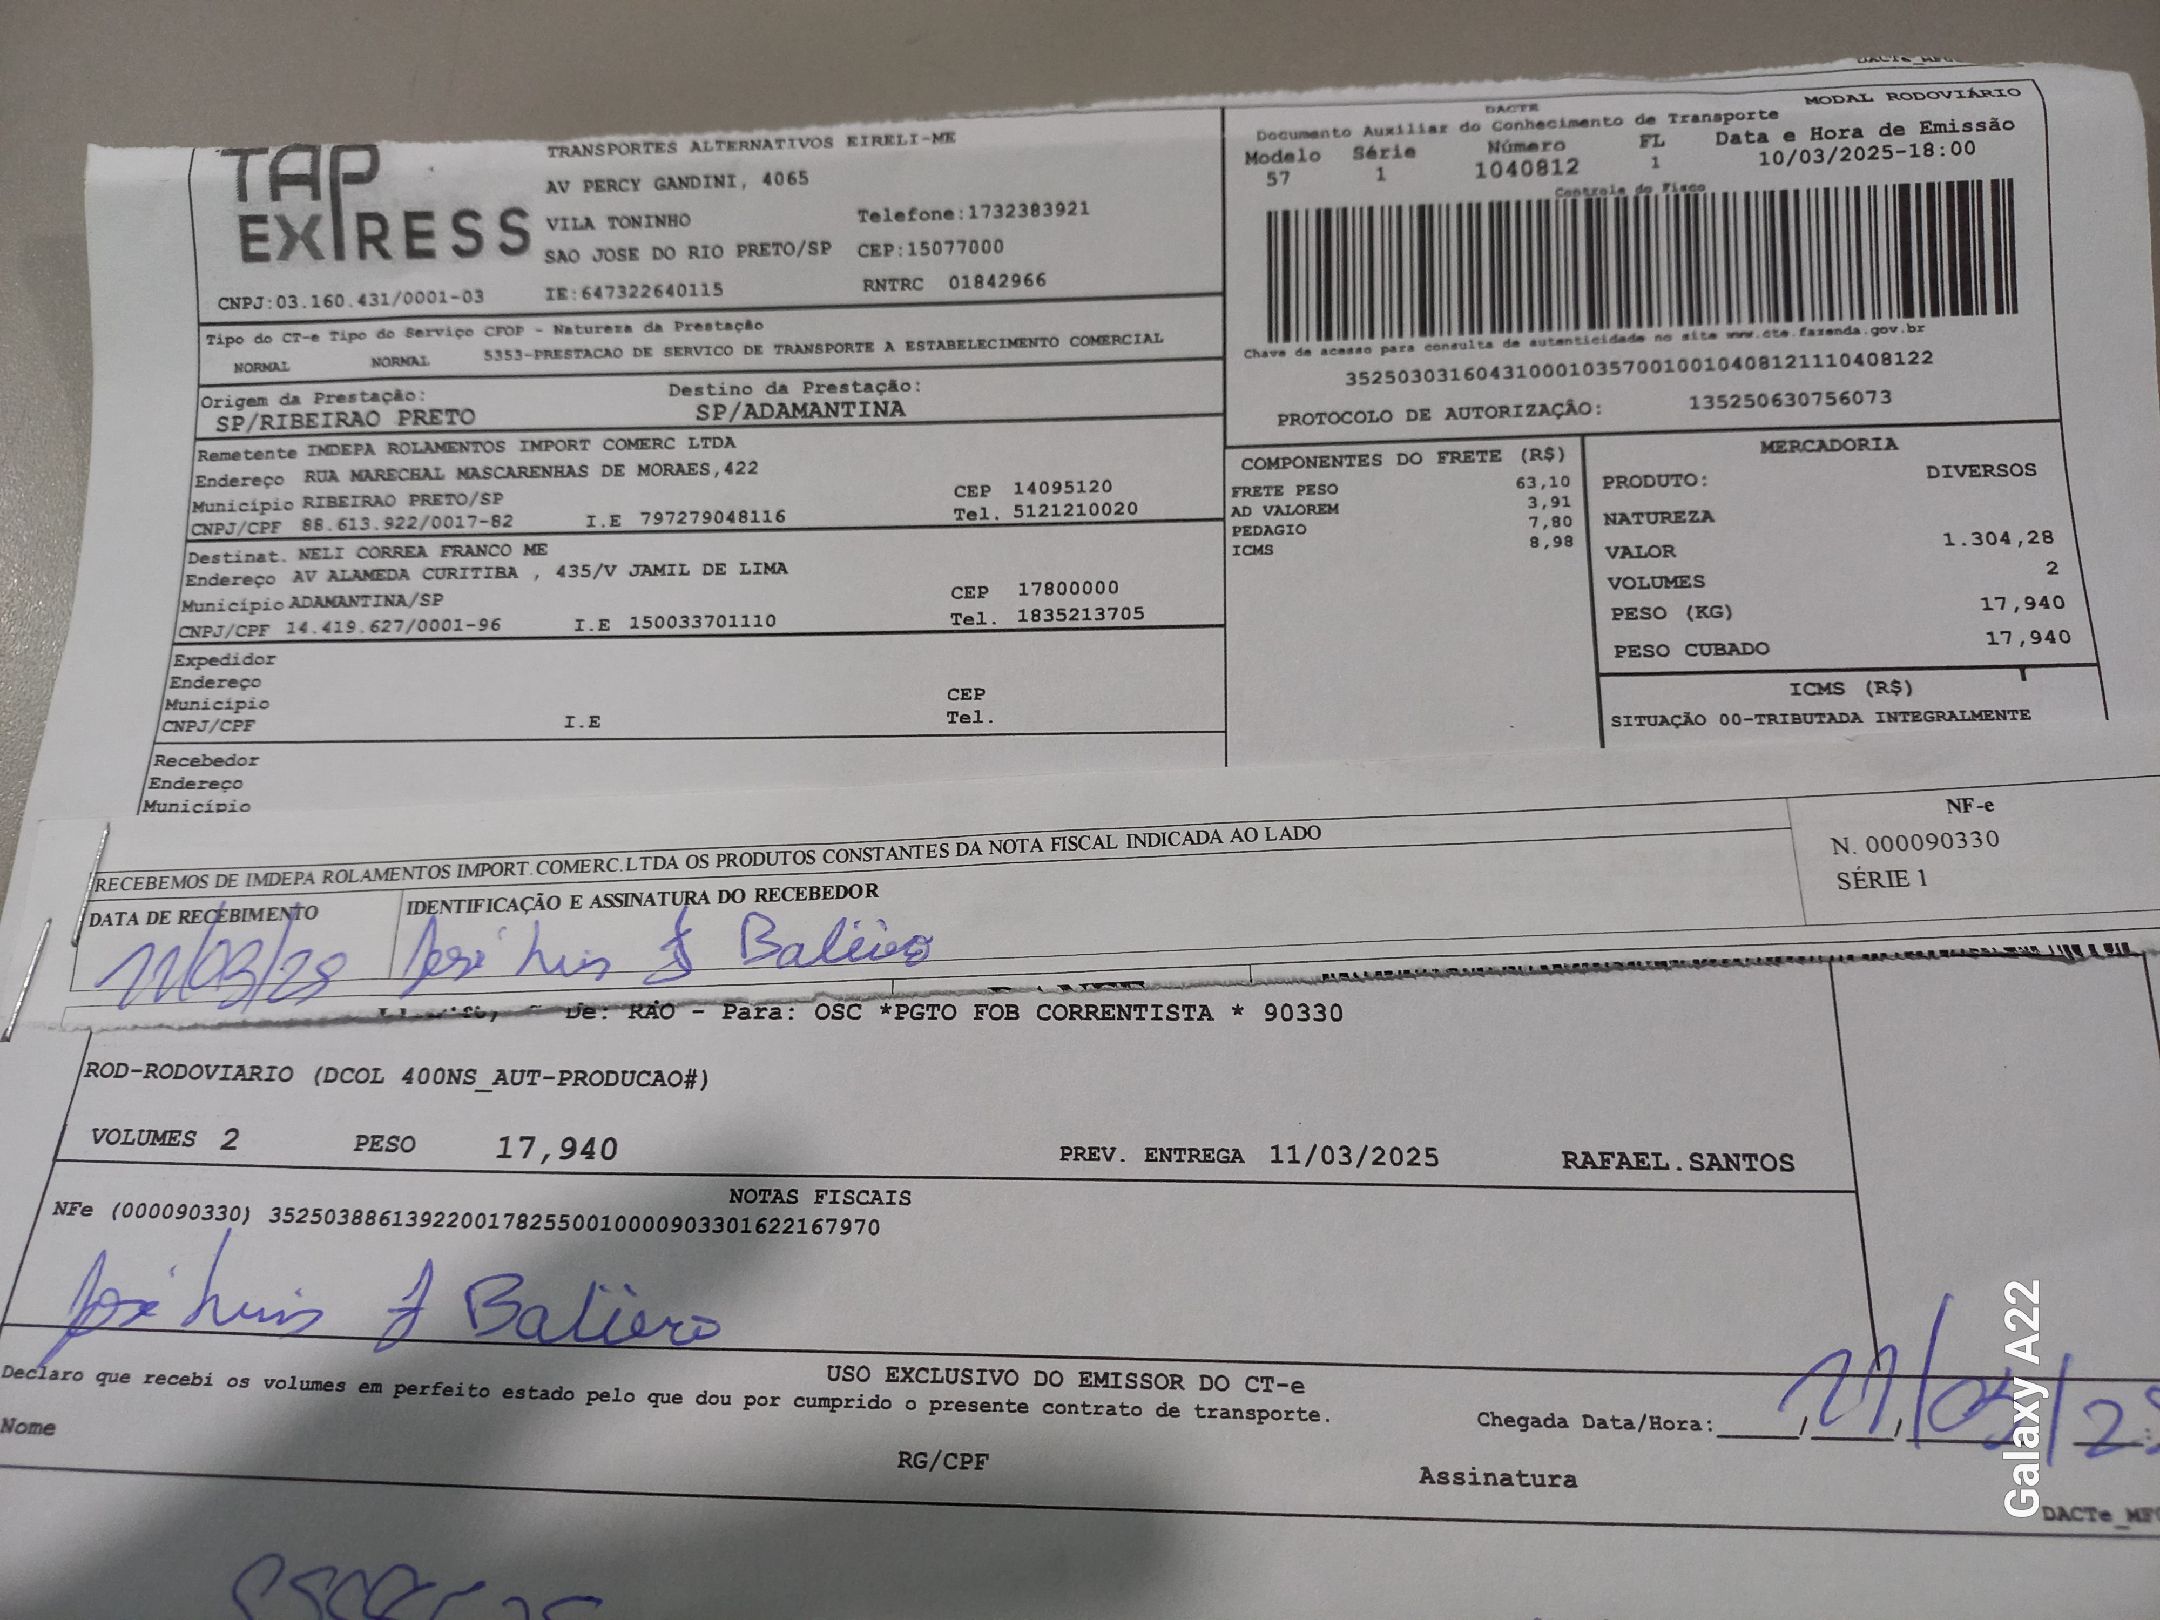 DACTe_MFC
TAP
EXPRESS
TRANSPORTES ALTERNATIVOS EIRELI-ME
AV PERCY GANDINI, 4065
VILA TONINHO Telefone:1732383921
SAO JOSE DO RIO PRETO/SP CEP:15077000
CNPJ:03.160.431/0001-03 IE:647322640115 RNTRC 01842966
DACTE MODAL RODOVIÁRIO
Documento Auxiliar do Conhecimento de Transporte
Modelo Série Número FL Data e Hora de Emissão
57 1 1040812 1 10/03/2025-18:00
Controle do Fisco
Chave de acesso para consulta de autenticidade no site www.cte.fazenda.gov.br
35250303160431000103570010010408121110408122
PROTOCOLO DE AUTORIZAÇÃO: 135250630756073
Tipo do CT-e Tipo do Serviço CFOP - Natureza da Prestação
NORMAL NORMAL 5353-PRESTACAO DE SERVICO DE TRANSPORTE A ESTABELECIMENTO COMERCIAL
Origem da Prestação: Destino da Prestação:
SP/RIBEIRAO PRETO SP/ADAMANTINA
Remetente IMDEPA ROLAMENTOS IMPORT COMERC LTDA
Endereço RUA MARECHAL MASCARENHAS DE MORAES,422
Município RIBEIRAO PRETO/SP CEP 14095120
CNPJ/CPF 88.613.922/0017-82 I.E 797279048116 Tel. 5121210020
Destinat. NELI CORREA FRANCO ME
Endereço AV ALAMEDA CURITIBA , 435/V JAMIL DE LIMA
Município ADAMANTINA/SP CEP 17800000
CNPJ/CPF 14.419.627/0001-96 I.E 150033701110 Tel. 1835213705
Expedidor
Endereço
Município CEP
CNPJ/CPF I.E Tel.
Recebedor
Endereço
Município
COMPONENTES DO FRETE (R$)
FRETE PESO 63,10
AD VALOREM 3,91
PEDAGIO 7,80
ICMS 8,98
MERCADORIA
PRODUTO: DIVERSOS
NATUREZA
VALOR 1.304,28
VOLUMES 2
PESO (KG) 17,940
PESO CUBADO 17,940
ICMS (R$)
SITUAÇÃO 00-TRIBUTADA INTEGRALMENTE
RECEBEMOS DE IMDEPA ROLAMENTOS IMPORT.COMERC.LTDA OS PRODUTOS CONSTANTES DA NOTA FISCAL INDICADA AO LADO
DATA DE RECEBIMENTO IDENTIFICAÇÃO E ASSINATURA DO RECEBEDOR
11/03/25 José Luis F Baliero
NF-e
N. 000090330
SÉRIE 1
De: RAO - Para: OSC *PGTO FOB CORRENTISTA * 90330
ROD-RODOVIARIO (DCOL 400NS_AUT-PRODUCAO#)
VOLUMES 2 PESO 17,940 PREV. ENTREGA 11/03/2025 RAFAEL.SANTOS
NOTAS FISCAIS
NFe (000090330) 35250388613922001782550010000903301622167970
José Luis F Baliero
USO EXCLUSIVO DO EMISSOR DO CT-e
Declaro que recebi os volumes em perfeito estado pelo que dou por cumprido o presente contrato de transporte.
Nome RG/CPF Chegada Data/Hora: 11/03/25
Assinatura
DACTe_MFC
Galaxy A22